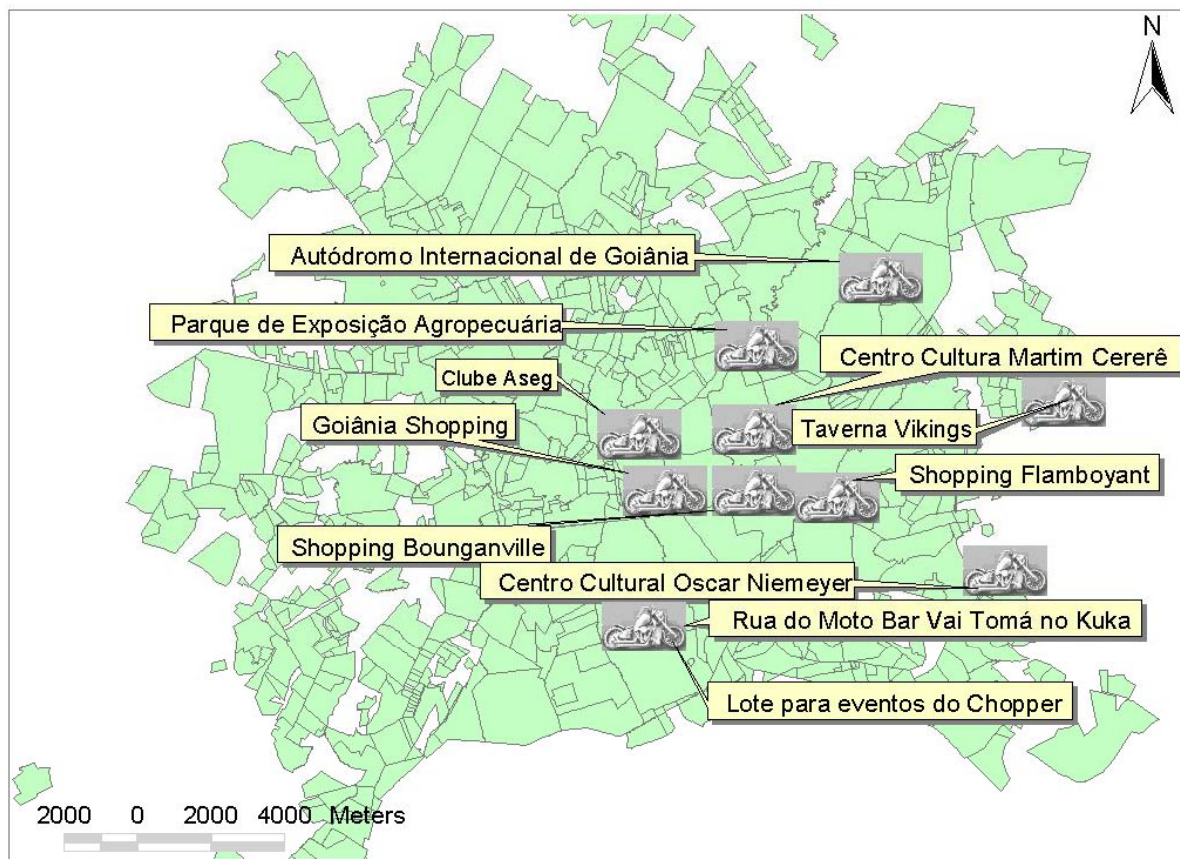 N
Autódromo Internacional de Goiânia
Parque de Exposição Agropecuária
Centro Cultura Martim Cererê
Clube Aseg
Goiânia Shopping
Taverna Vikings
Shopping Flamboyant
Shopping Bounganville
Centro Cultural Oscar Niemeyer
Rua do Moto Bar Vai Tomá no Kuka
Lote para eventos do Chopper
2000 0 2000 4000 Meters